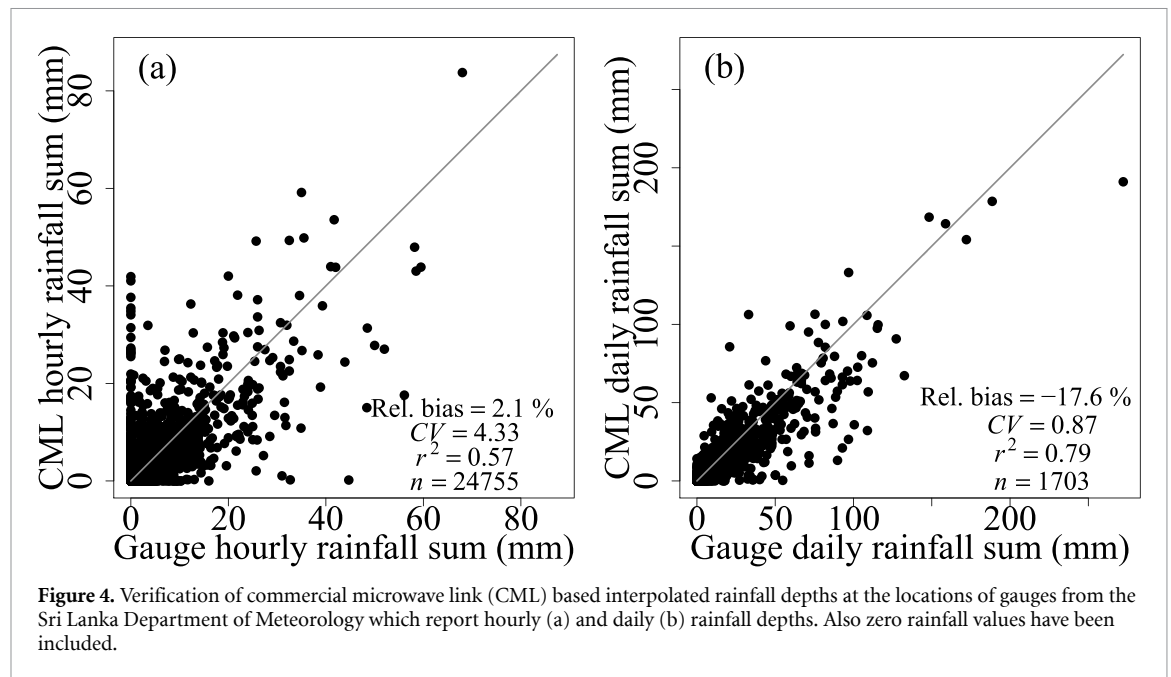 (a)
CML hourly rainfall sum (mm)
80
60
40
20
0
Rel. bias = 2.1 %
CV = 4.33
r² = 0.57
n = 24755
0 20 40 60 80
Gauge hourly rainfall sum (mm)
(b)
CML daily rainfall sum (mm)
200
100
50
0
Rel. bias = −17.6 %
CV = 0.87
r² = 0.79
n = 1703
0 50 100 200
Gauge daily rainfall sum (mm)
Figure 4. Verification of commercial microwave link (CML) based interpolated rainfall depths at the locations of gauges from the
Sri Lanka Department of Meteorology which report hourly (a) and daily (b) rainfall depths. Also zero rainfall values have been
included.